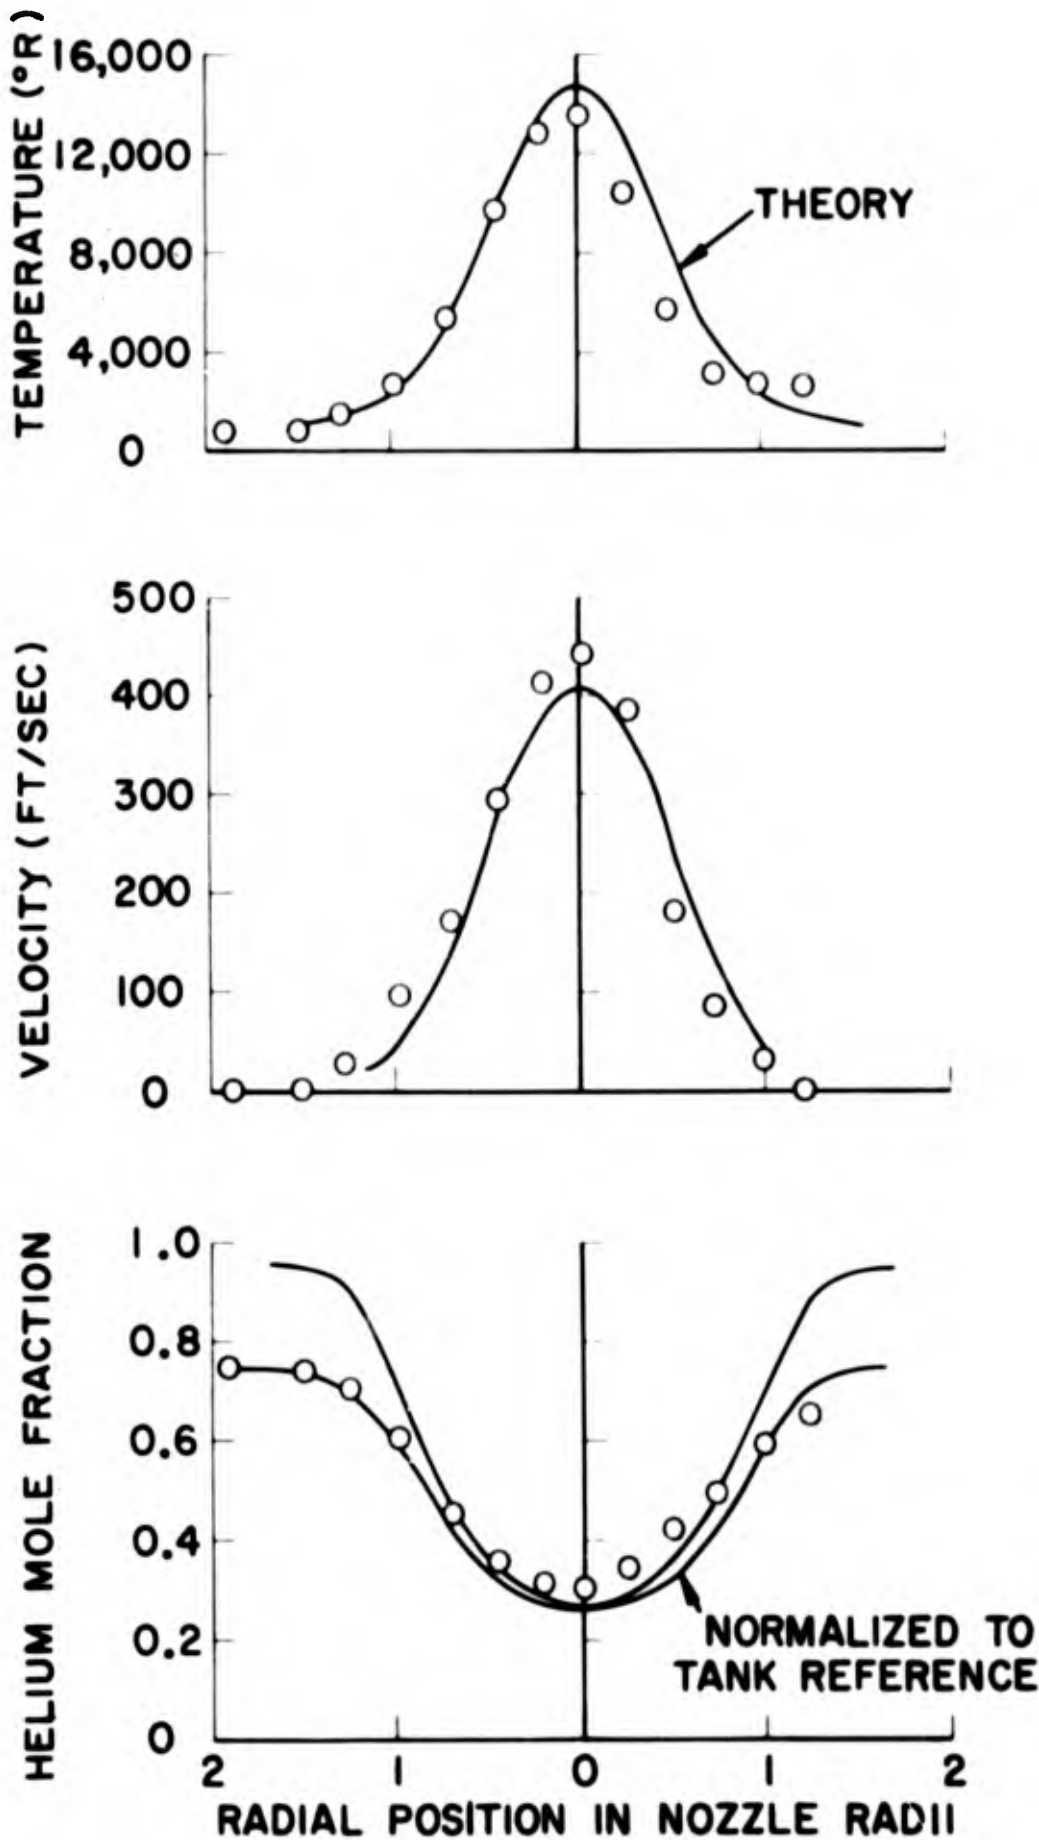 TEMPERATURE (°R)
16,000
12,000
8,000
4,000
0
THEORY
VELOCITY (FT/SEC)
500
400
300
200
100
0
HELIUM MOLE FRACTION
1.0
0.8
0.6
0.4
0.2
0
NORMALIZED TO
TANK REFERENCE
2 1 0 1 2
RADIAL POSITION IN NOZZLE RADII